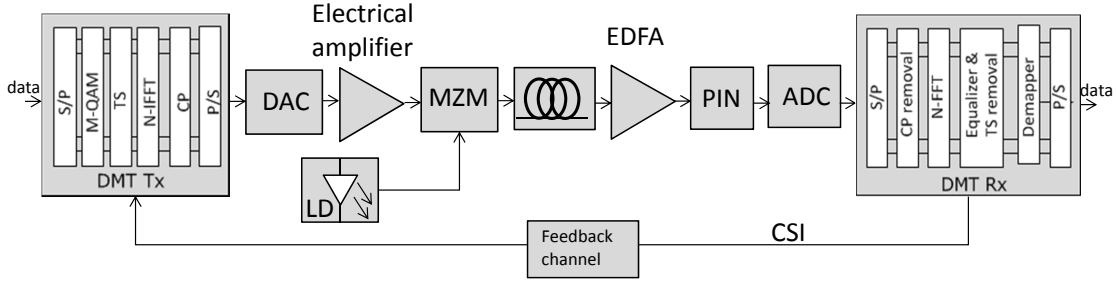 Electrical
amplifier
EDFA
data
S/P
M-QAM
TS
N-IFFT
CP
P/S
DMT Tx
DAC
MZM
LD
PIN
ADC
S/P
CP removal
N-FFT
Equalizer &
TS removal
Demapper
P/S
DMT Rx
data
Feedback
channel
CSI